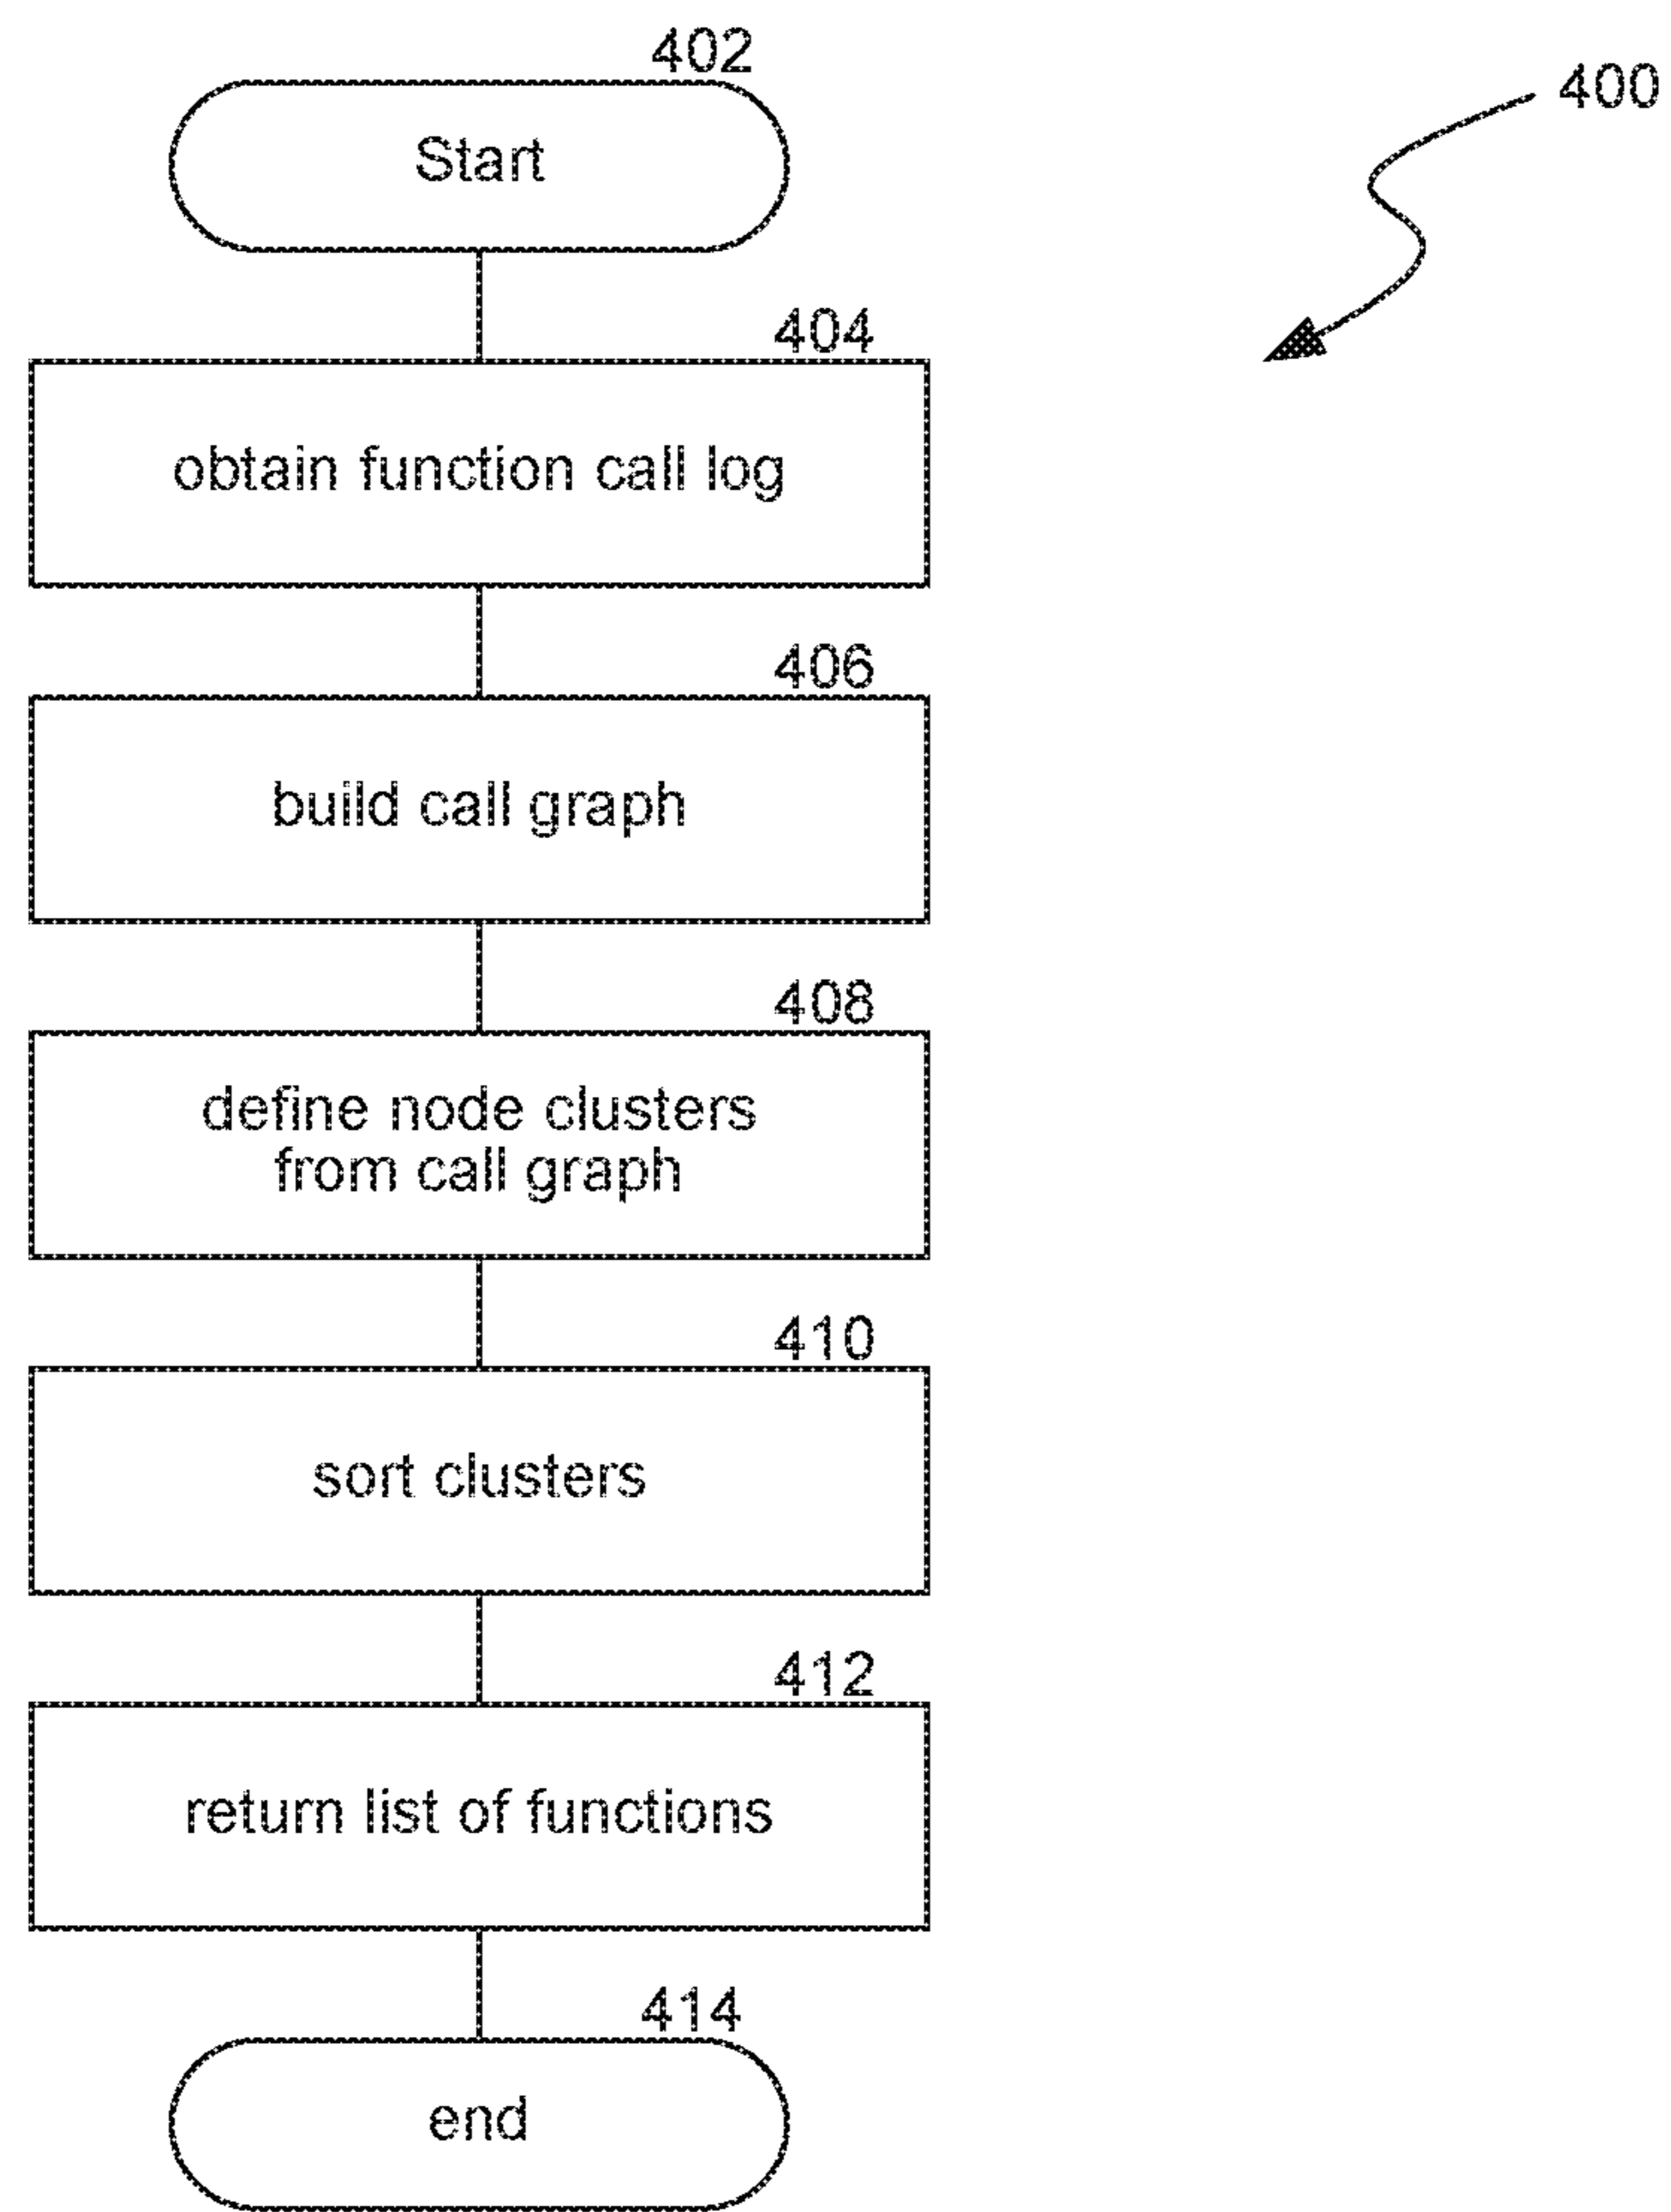 402
400
Start
404
obtain function call log
406
build call graph
408
define node clusters
from call graph
410
sort clusters
412
return list of functions
414
end